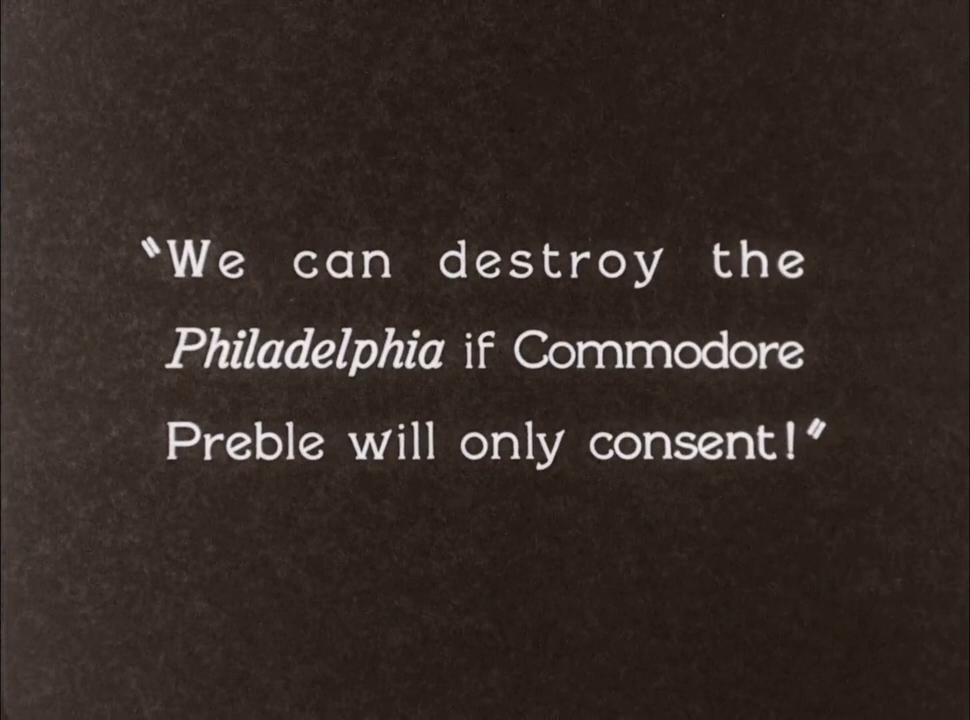 "We can destroy the
Philadelphia if Commodore
Preble will only consent!"